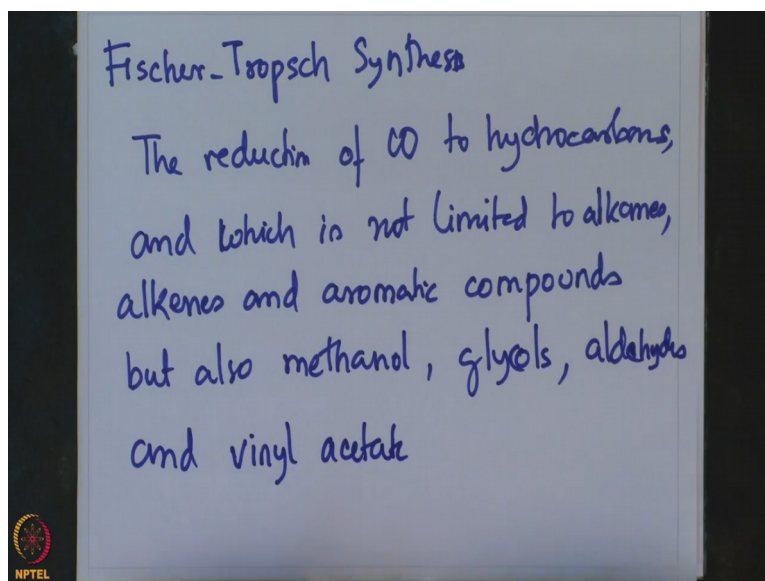 Fischer-Tropsch Synthesis
The reduction of CO to hydrocarbons,
and which is not limited to alkanes,
alkenes and aromatic compounds
but also methanol, glycols, aldehydes
and vinyl acetate
NPTEL